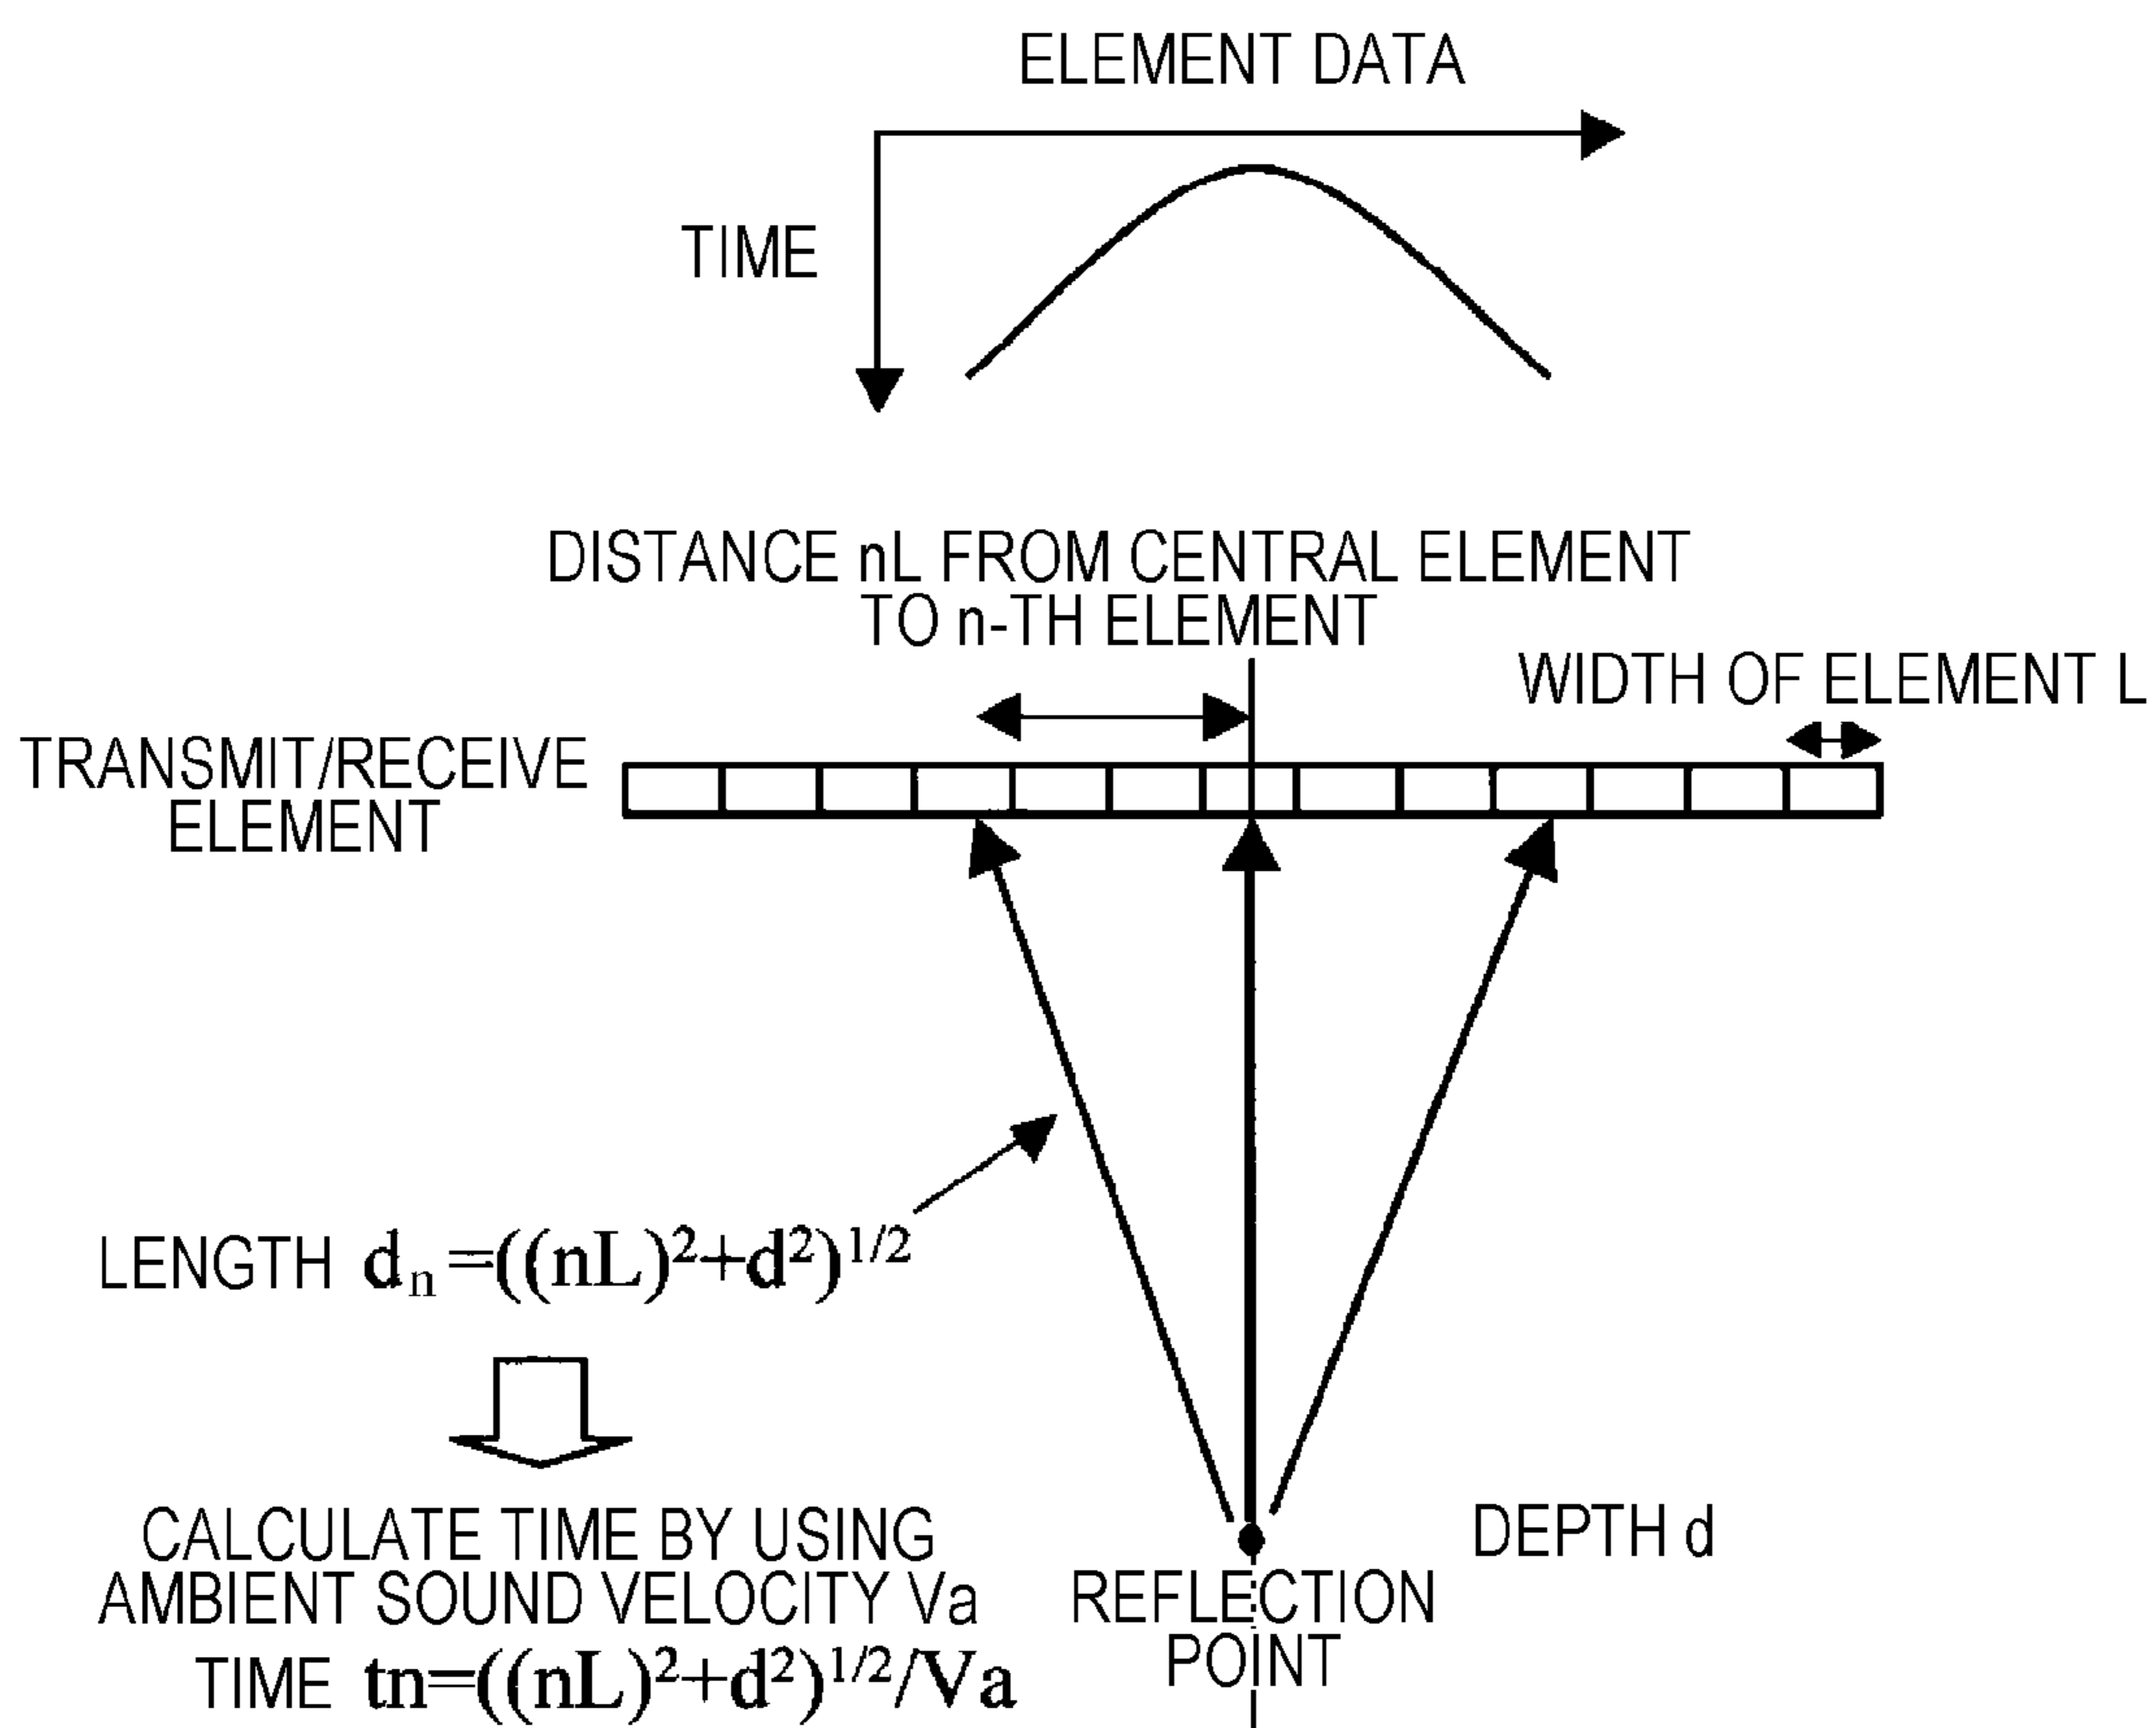 ELEMENT DATA
TIME
DISTANCE nL FROM CENTRAL ELEMENT
TO n-TH ELEMENT
WIDTH OF ELEMENT L
TRANSMIT/RECEIVE
ELEMENT
LENGTH dₙ=((nL)²+d²)¹/²
CALCULATE TIME BY USING
AMBIENT SOUND VELOCITY Va
TIME tn=((nL)²+d²)¹/²/Va
DEPTH d
REFLECTION
POINT